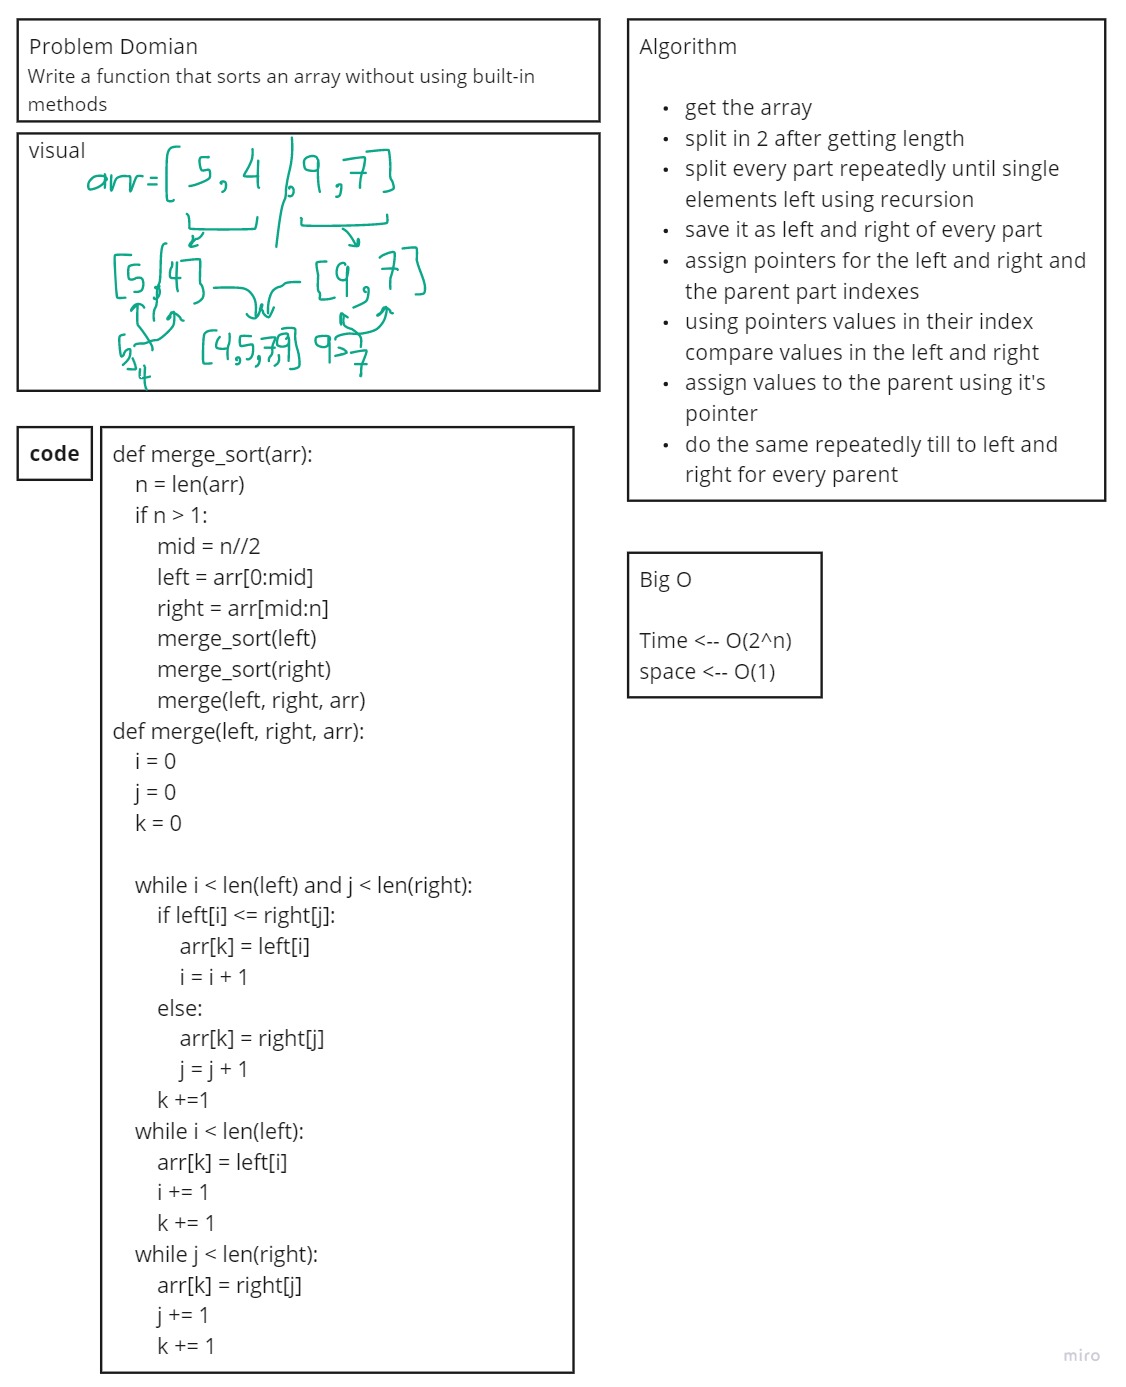 Problem Domian
Write a function that sorts an array without using built-in
methods
visual
arr=[ 5, 4 , 9, 7]
[5, 4]
[9, 7]
5, 4
[4,5,7,9]
9>7
code
def merge_sort(arr):
n = len(arr)
if n > 1:
mid = n//2
left = arr[0:mid]
right = arr[mid:n]
merge_sort(left)
merge_sort(right)
merge(left, right, arr)
def merge(left, right, arr):
i = 0
j = 0
k = 0
while i < len(left) and j < len(right):
if left[i] <= right[j]:
arr[k] = left[i]
i = i + 1
else:
arr[k] = right[j]
j = j + 1
k +=1
while i < len(left):
arr[k] = left[i]
i += 1
k += 1
while j < len(right):
arr[k] = right[j]
j += 1
k += 1
Algorithm
• get the array
• split in 2 after getting length
• split every part repeatedly until single
elements left using recursion
• save it as left and right of every part
• assign pointers for the left and right and
the parent part indexes
• using pointers values in their index
compare values in the left and right
• assign values to the parent using it's
pointer
• do the same repeatedly till to left and
right for every parent
Big O
Time <-- O(2^n)
space <-- O(1)
miro